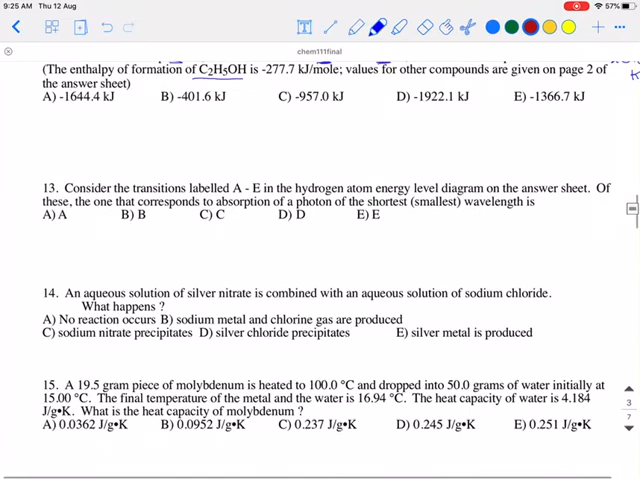 9:25 AM Thu 12 Aug
57%
chem111final
(The enthalpy of formation of C₂H₅OH is -277.7 kJ/mole; values for other compounds are given on page 2 of
the answer sheet)
A) -1644.4 kJ B) -401.6 kJ C) -957.0 kJ D) -1922.1 kJ E) -1366.7 kJ
13. Consider the transitions labelled A - E in the hydrogen atom energy level diagram on the answer sheet. Of
these, the one that corresponds to absorption of a photon of the shortest (smallest) wavelength is
A) A B) B C) C D) D E) E
14. An aqueous solution of silver nitrate is combined with an aqueous solution of sodium chloride.
What happens ?
A) No reaction occurs B) sodium metal and chlorine gas are produced
C) sodium nitrate precipitates D) silver chloride precipitates E) silver metal is produced
15. A 19.5 gram piece of molybdenum is heated to 100.0 °C and dropped into 50.0 grams of water initially at
15.00 °C. The final temperature of the metal and the water is 16.94 °C. The heat capacity of water is 4.184
J/g•K. What is the heat capacity of molybdenum ?
A) 0.0362 J/g•K B) 0.0952 J/g•K C) 0.237 J/g•K D) 0.245 J/g•K E) 0.251 J/g•K
3
7